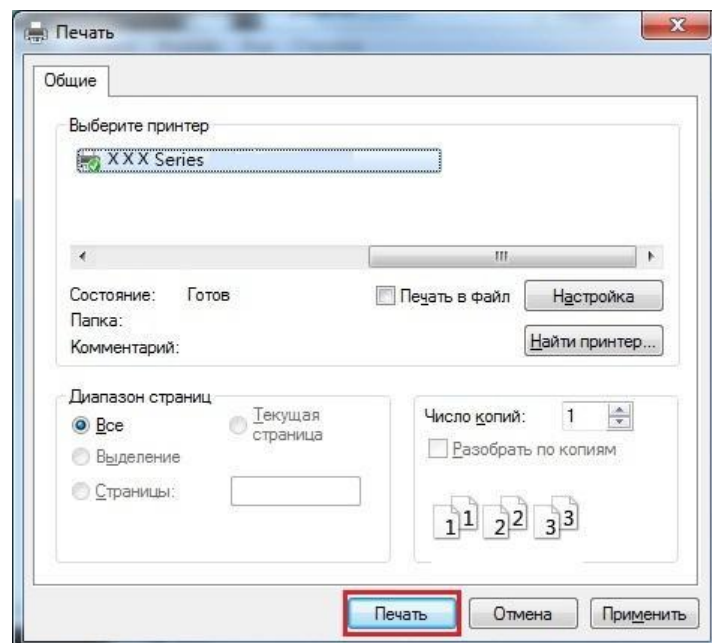 Печать
Общие
Выберите принтер
XXX Series
Состояние: Готов
Печать в файл
Настройка
Папка:
Комментарий:
Найти принтер...
Диапазон страниц
Все
Текущая
страница
Выделение
Страницы:
Число копий: 1
Разобрать по копиям
1 1 2 2 3 3
Печать Отмена Применить